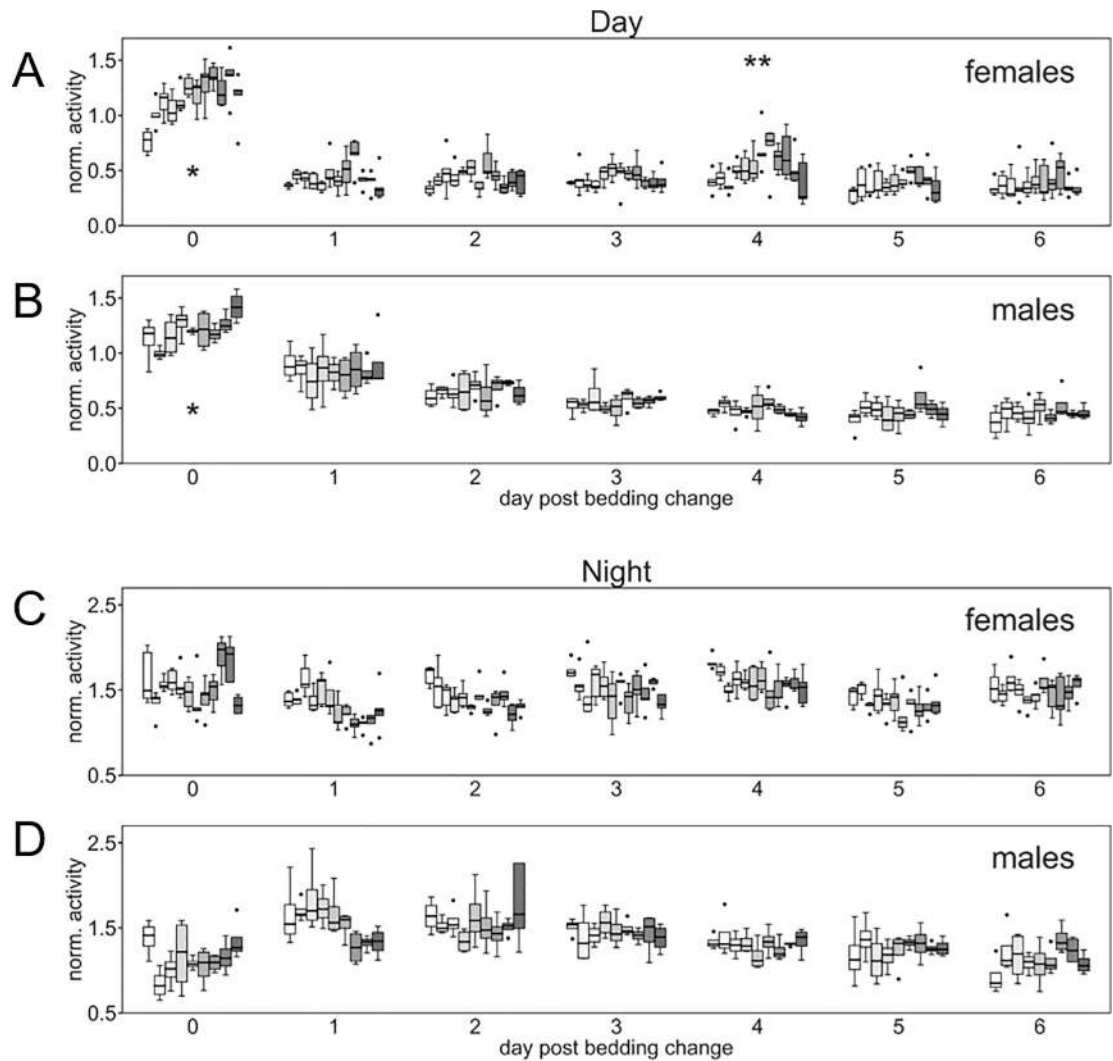 Day
A
norm. activity
1.5
1.0
0.5
0.0
females
*
**
0 1 2 3 4 5 6
B
norm. activity
1.5
1.0
0.5
0.0
males
*
0 1 2 3 4 5 6
day post bedding change
Night
C
norm. activity
2.5
1.5
0.5
females
0 1 2 3 4 5 6
D
norm. activity
2.5
1.5
0.5
males
0 1 2 3 4 5 6
day post bedding change